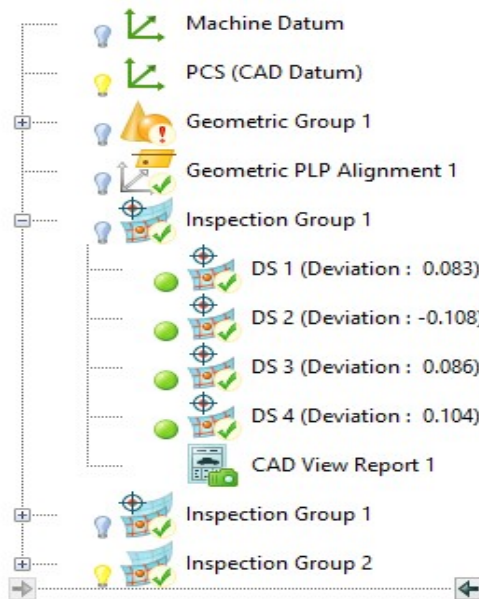 Machine Datum
PCS (CAD Datum)
Geometric Group 1
Geometric PLP Alignment 1
Inspection Group 1
DS 1 (Deviation : 0.083)
DS 2 (Deviation : -0.108)
DS 3 (Deviation : 0.086)
DS 4 (Deviation : 0.104)
CAD View Report 1
Inspection Group 1
Inspection Group 2